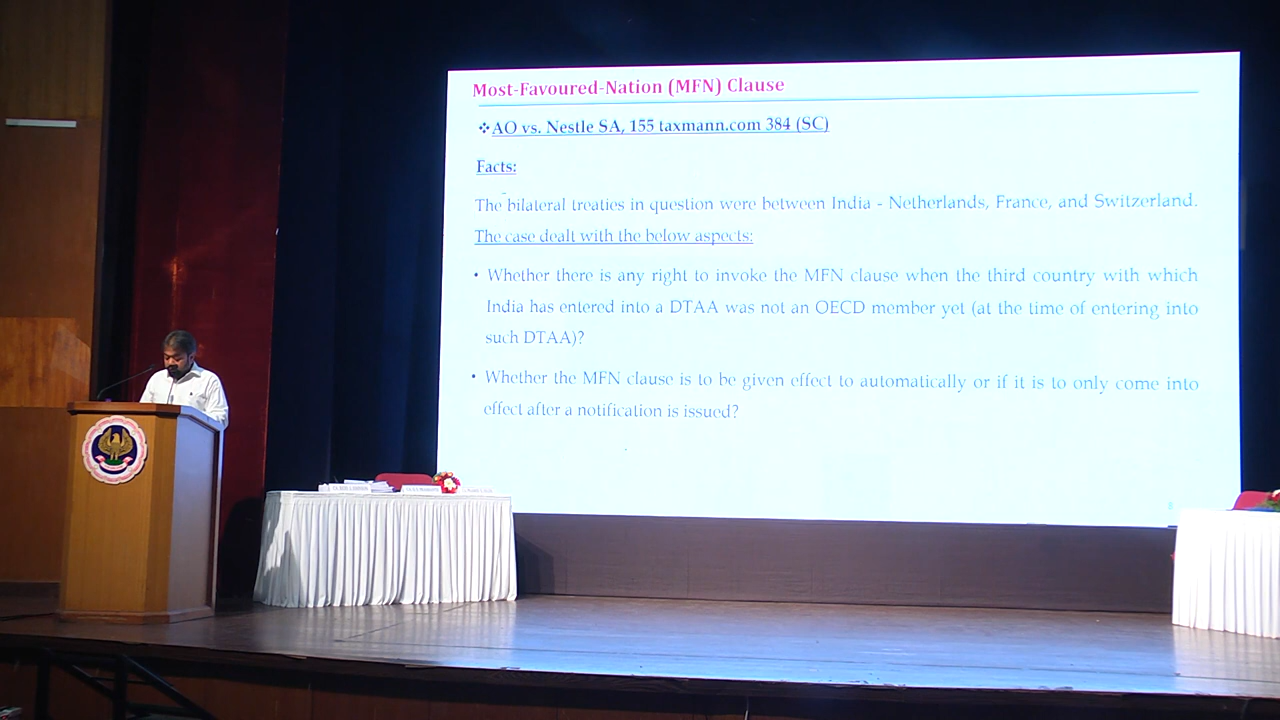 Most-Favoured-Nation (MFN) Clause
❖AO vs. Nestle SA, 155 taxmann.com 384 (SC)
Facts:
The bilateral treaties in question were between India - Netherlands, France, and Switzerland.
The case dealt with the below aspects:
• Whether there is any right to invoke the MFN clause when the third country with which
India has entered into a DTAA was not an OECD member yet (at the time of entering into
such DTAA)?
• Whether the MFN clause is to be given effect to automatically or if it is to only come into
effect after a notification is issued?